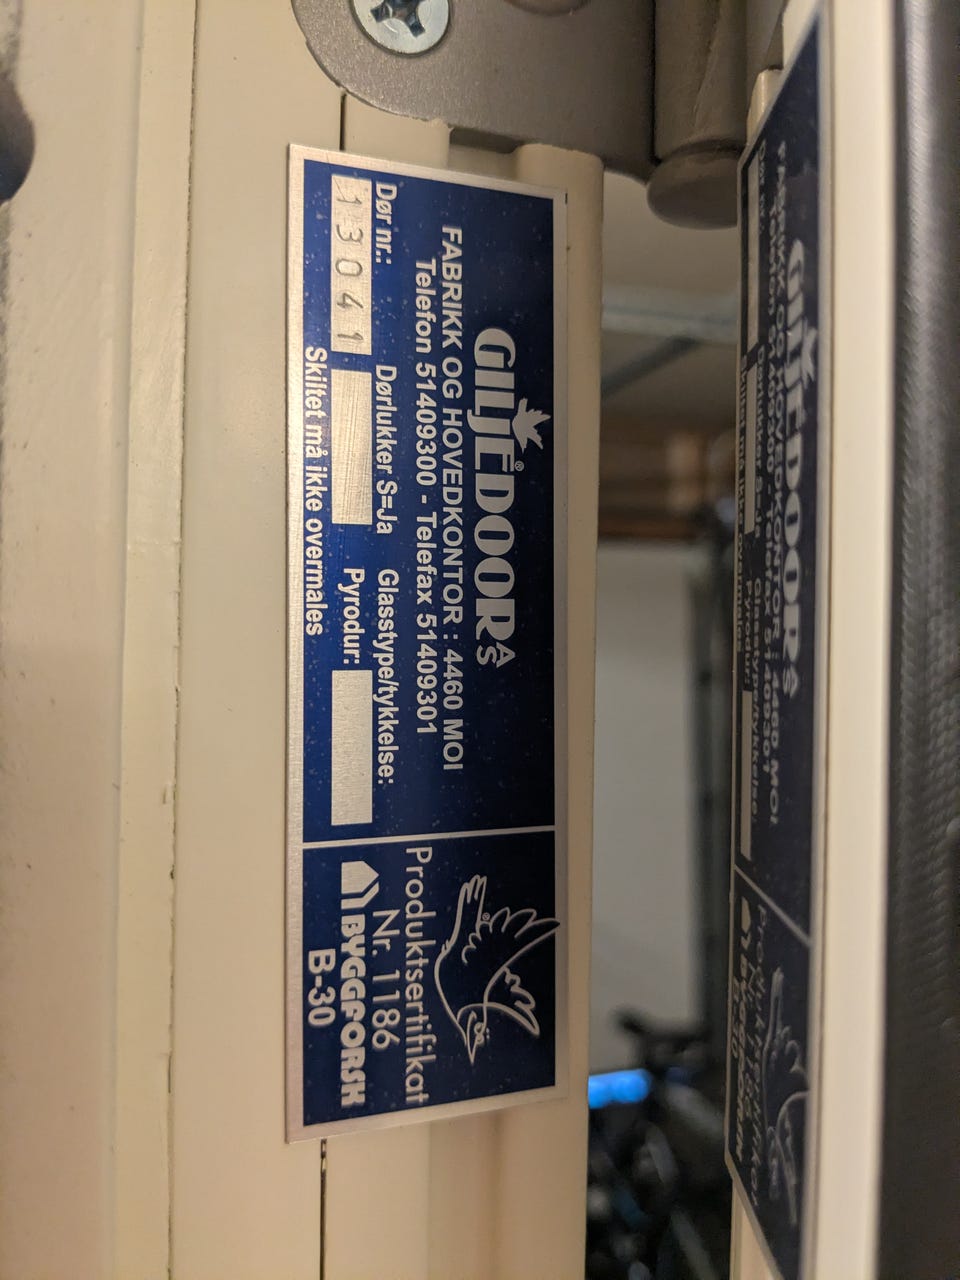 GILJEDOORS AS
FABRIKK OG HOVEDKONTOR : 4460 MOI
Telefon 51409300 - Telefax 51409301
Dør nr.:
13041
Dørlukker S=Ja
Glasstype/tykkelse:
Pyrodur:
Skiltet må ikke overmales
Produktsertifikat
Nr. 1186
BYGGFORSK
B-30